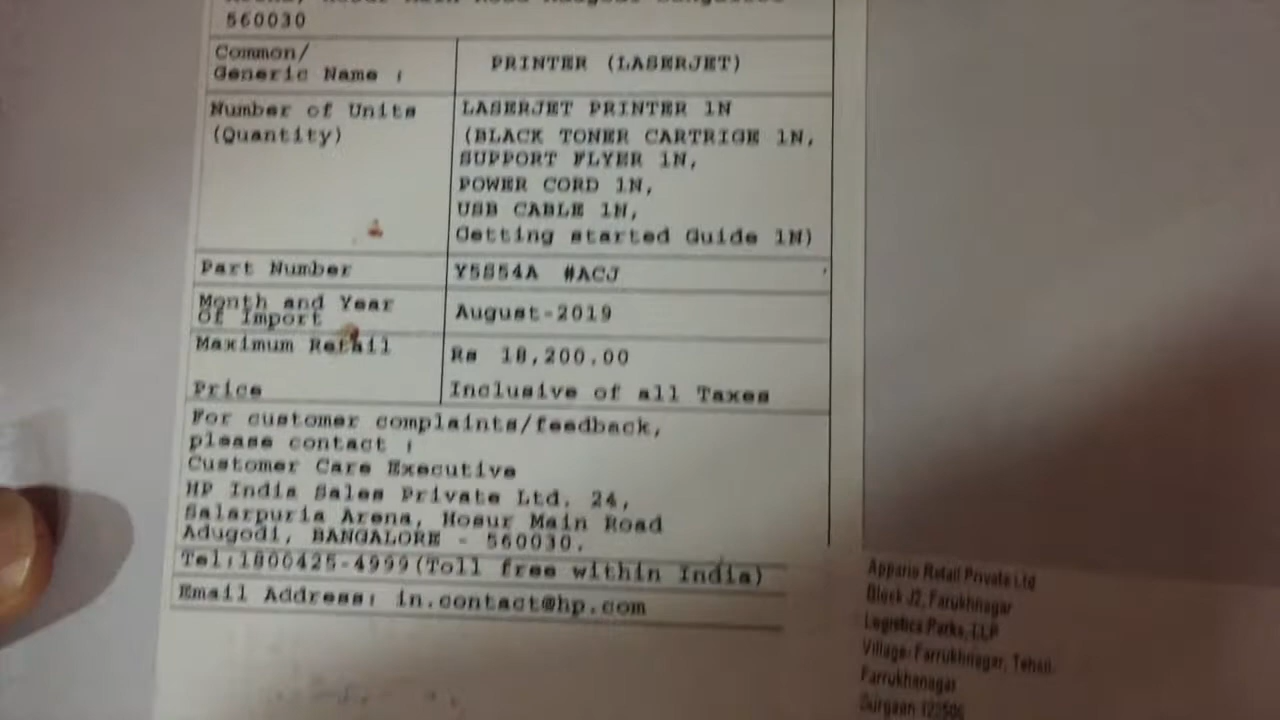 560030
Common/
Generic Name :
PRINTER (LASERJET)
Number of Units
(Quantity)
LASERJET PRINTER 1N
(BLACK TONER CARTRIGE 1N,
SUPPORT FLYER 1N,
POWER CORD 1N,
USB CABLE 1N,
Getting started Guide 1N)
Part Number
Y5S54A #ACJ
Month and Year
Of Import
August-2019
Maximum Retail
Price
Rs 18,200.00
Inclusive of all Taxes
For customer complaints/feedback,
please contact :
Customer Care Executive
HP India Sales Private Ltd. 24,
Salarpuria Arena, Hosur Main Road
Adugodi, BANGALORE - 560030.
Tel:1800425-4999(Toll free within India)
Email Address: in.contact@hp.com
Appario Retail Private Ltd
Block J2, Farukhnagar
Logistics Parks, LLP
Village- Farrukhnagar, Tehsil.
Farrukhanagar
Gurgaon